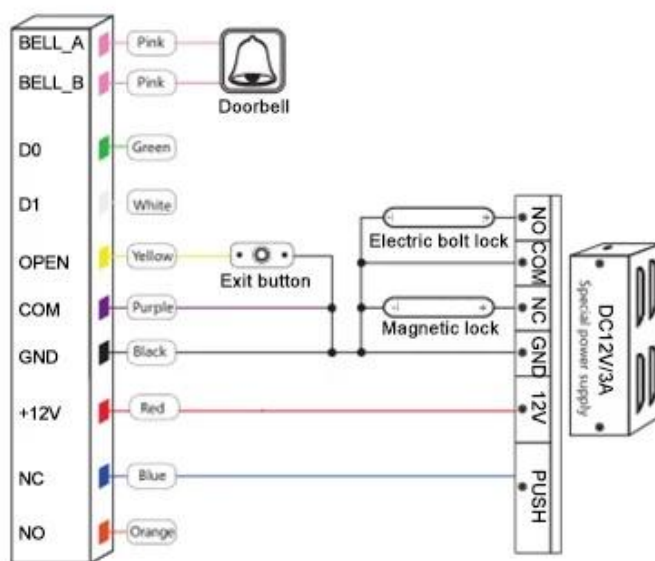 BELL_A
Pink
BELL_B
Pink
Doorbell
D0
Green
D1
White
OPEN
Yellow
Exit button
COM
Purple
GND
Black
+12V
Red
NC
Blue
NO
Orange
NO
Electric bolt lock
COM
NC
Magnetic lock
GND
12V
PUSH
DC12V/3A
Special power supply